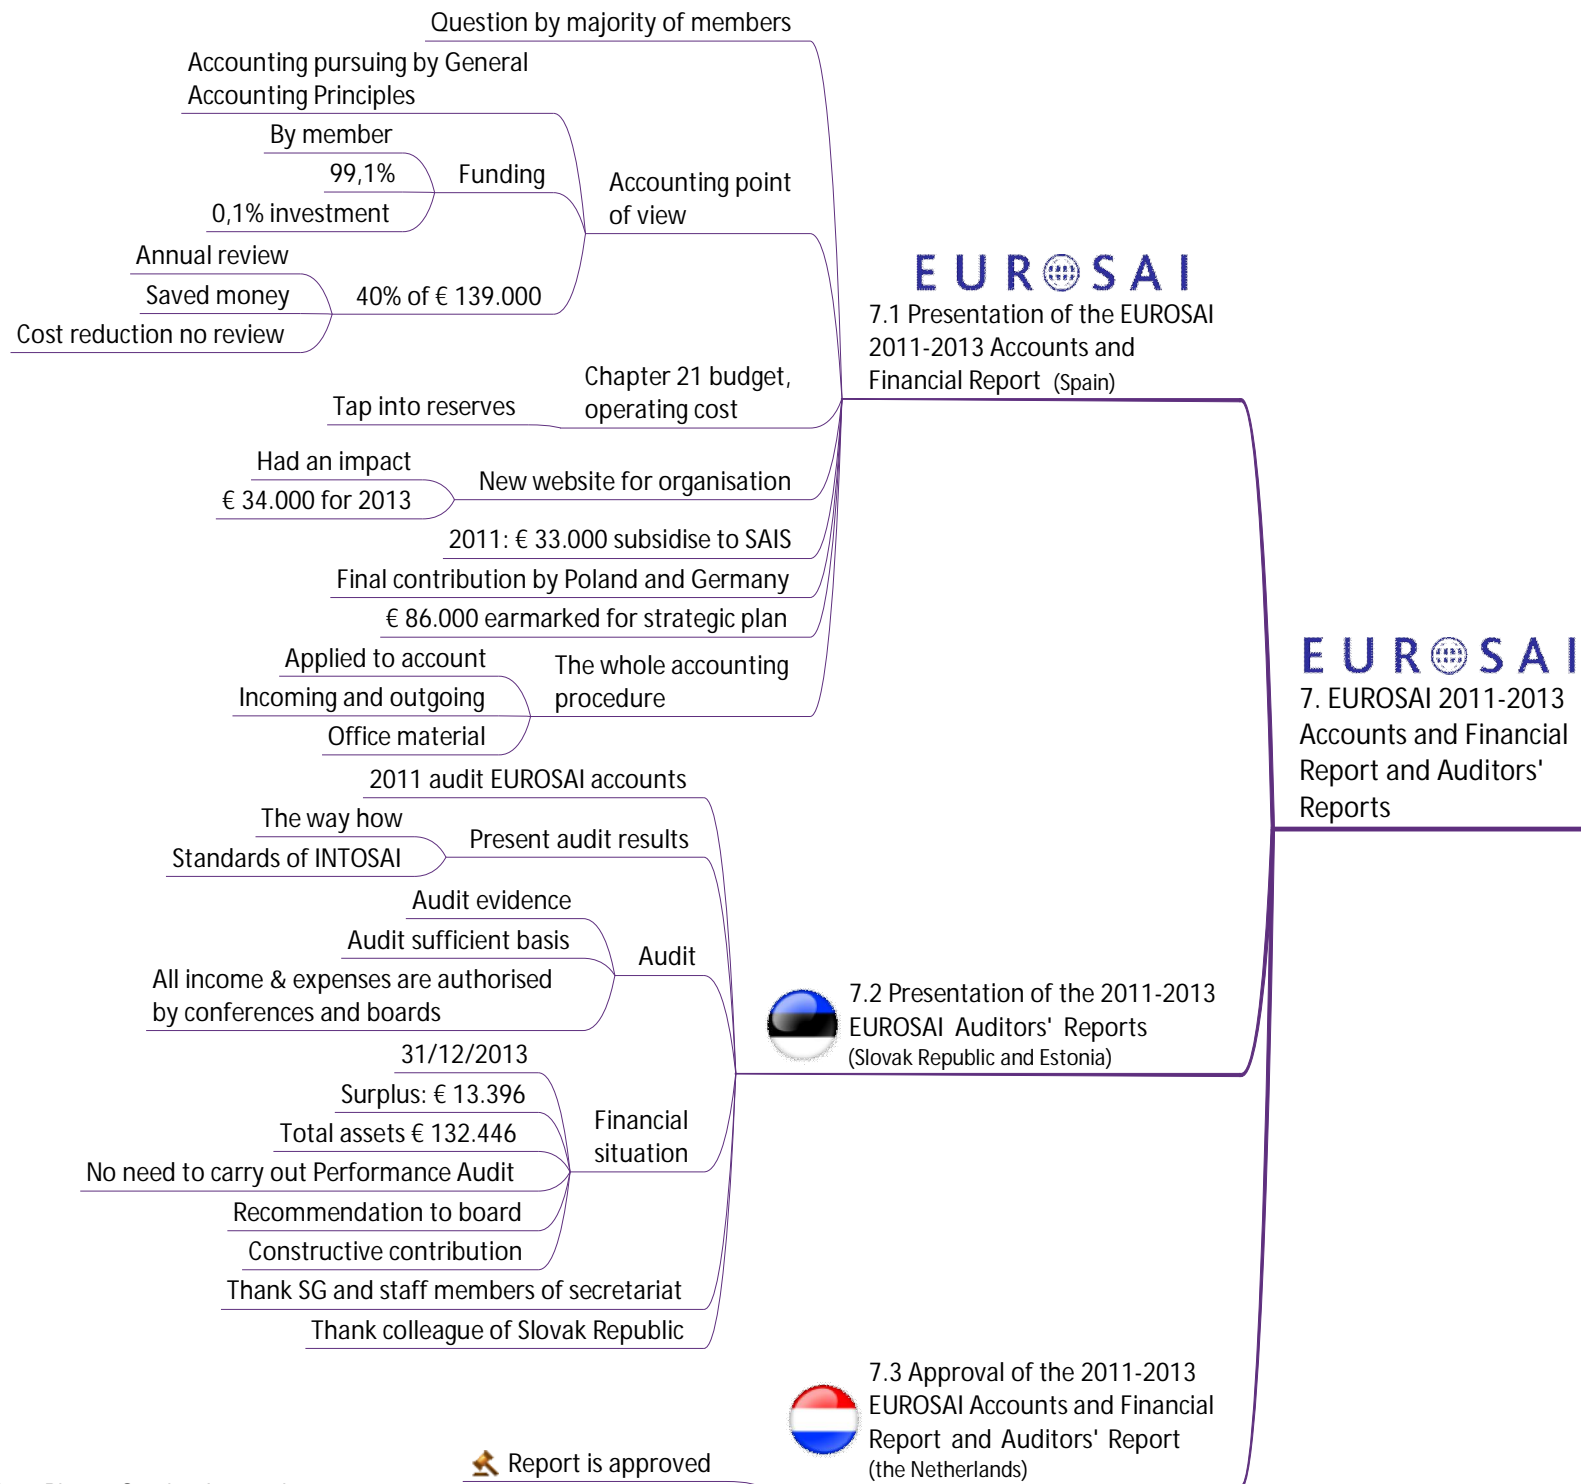 Question by majority of members
Accounting pursuing by General
Accounting Principles
By member
99,1%
0,1% investment
Funding
Accounting point
of view
Annual review
Saved money
Cost reduction no review
40% of € 139.000
Chapter 21 budget,
operating cost
Tap into reserves
Had an impact
€ 34.000 for 2013
New website for organisation
2011: € 33.000 subsidise to SAIS
Final contribution by Poland and Germany
€ 86.000 earmarked for strategic plan
Applied to account
Incoming and outgoing
Office material
The whole accounting
procedure
EUROSAI
7.1 Presentation of the EUROSAI
2011-2013 Accounts and
Financial Report (Spain)
2011 audit EUROSAI accounts
The way how
Standards of INTOSAI
Present audit results
Audit evidence
Audit sufficient basis
All income & expenses are authorised
by conferences and boards
Audit
31/12/2013
Surplus: € 13.396
Total assets € 132.446
No need to carry out Performance Audit
Recommendation to board
Constructive contribution
Financial
situation
Thank SG and staff members of secretariat
Thank colleague of Slovak Republic
7.2 Presentation of the 2011-2013
EUROSAI Auditors' Reports
(Slovak Republic and Estonia)
7.3 Approval of the 2011-2013
EUROSAI Accounts and Financial
Report and Auditors' Report
(the Netherlands)
Report is approved
EUROSAI
7. EUROSAI 2011-2013
Accounts and Financial
Report and Auditors'
Reports